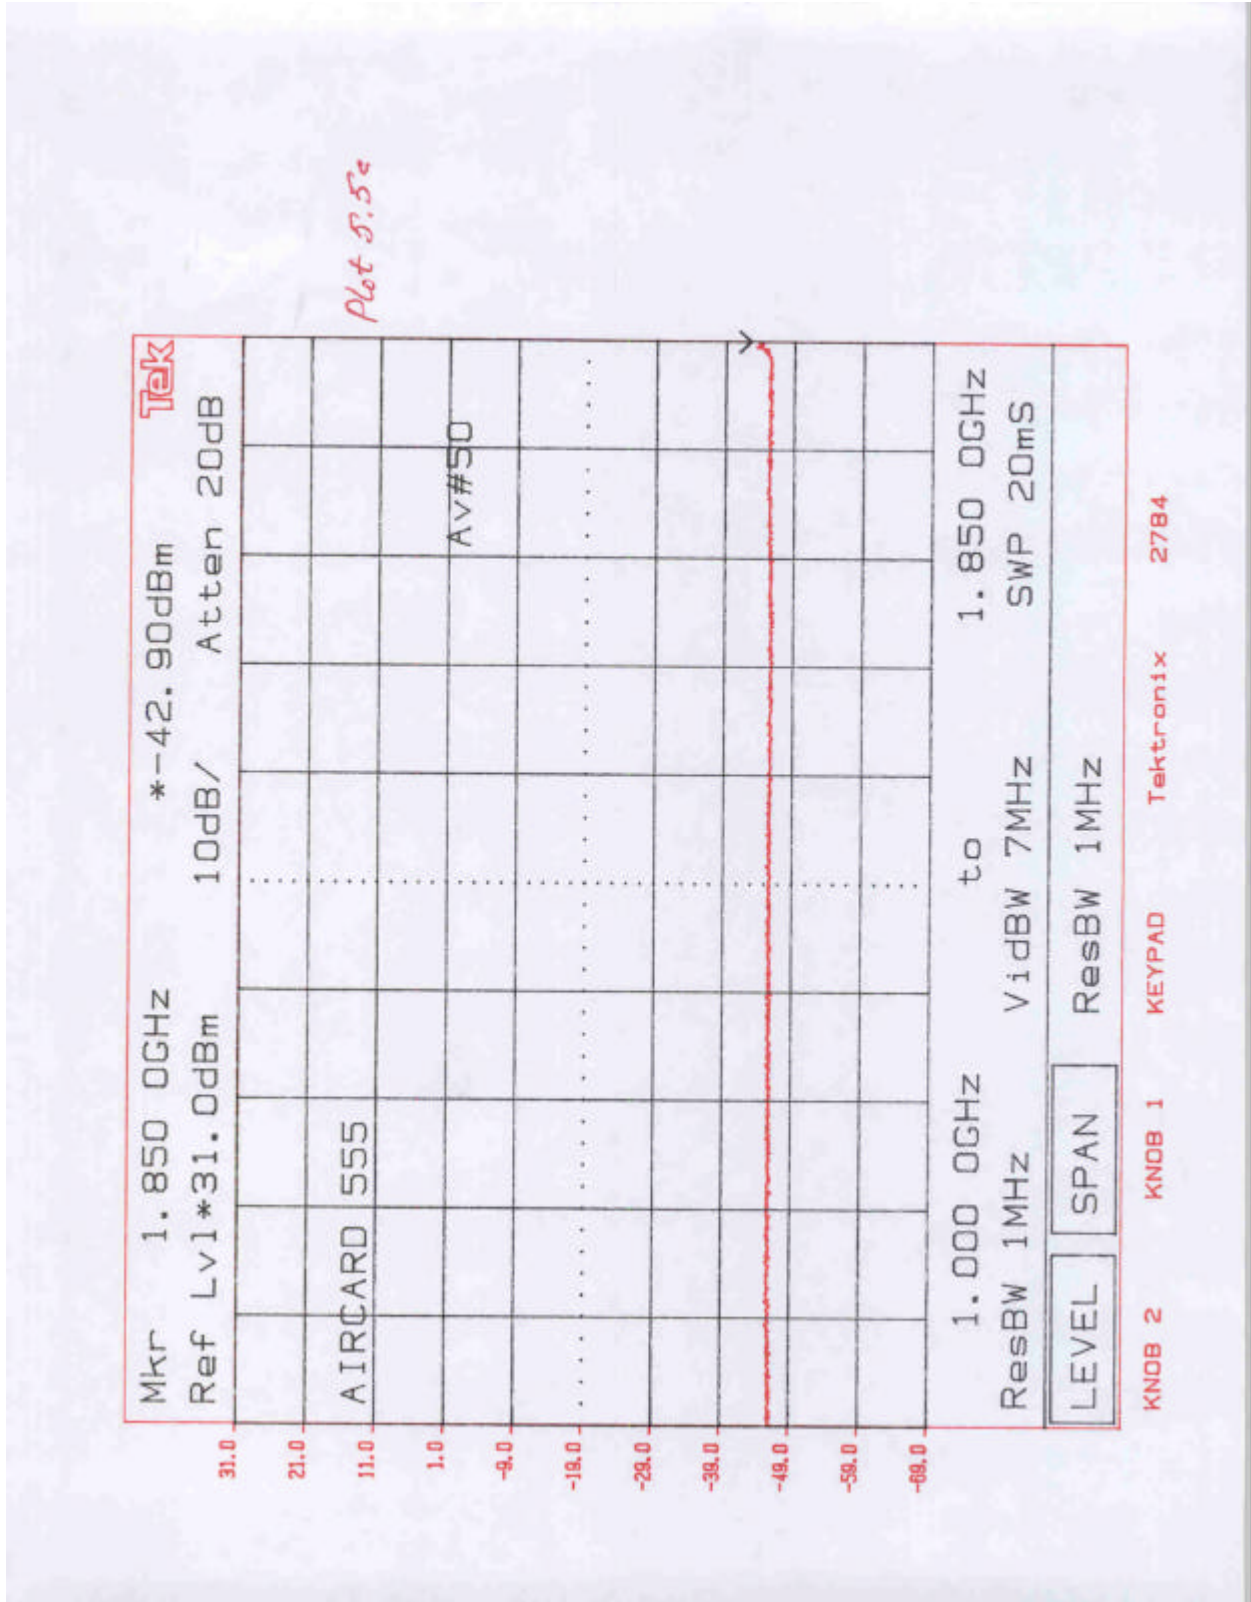 Plot 5.5c
Mkr 1.850 0GHz *-42.90dBm Tek
Ref Lvl*31.0dBm 10dB/ Atten 20dB
31.0
21.0
AIRCARD 555
11.0
1.0
Av#50
-9.0
-19.0
-29.0
-39.0
-49.0
-59.0
-69.0
1.000 0GHz to 1.850 0GHz
ResBW 1MHz VidBW 7MHz SWP 20mS
LEVEL SPAN ResBW 1MHz
KNOB 2 KNOB 1 KEYPAD Tektronix 2784